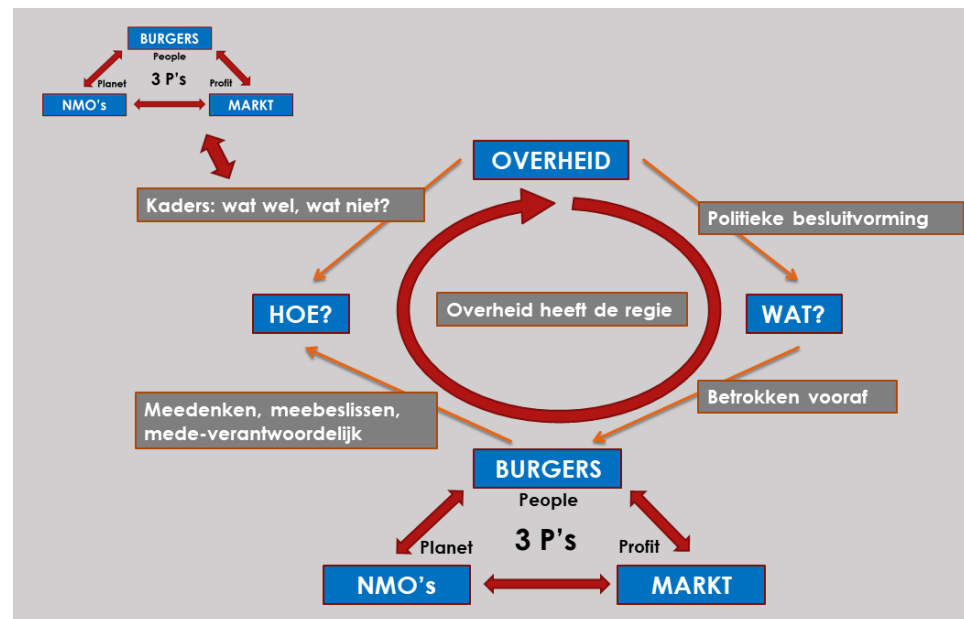 BURGERS
People
Planet
3 P's
Profit
NMO's
MARKT
OVERHEID
Kaders: wat wel, wat niet?
Politieke besluitvorming
HOE?
Overheid heeft de regie
WAT?
Meedenken, meebeslissen,
mede-verantwoordelijk
Betrokken vooraf
BURGERS
People
Planet
3 P's
Profit
NMO's
MARKT